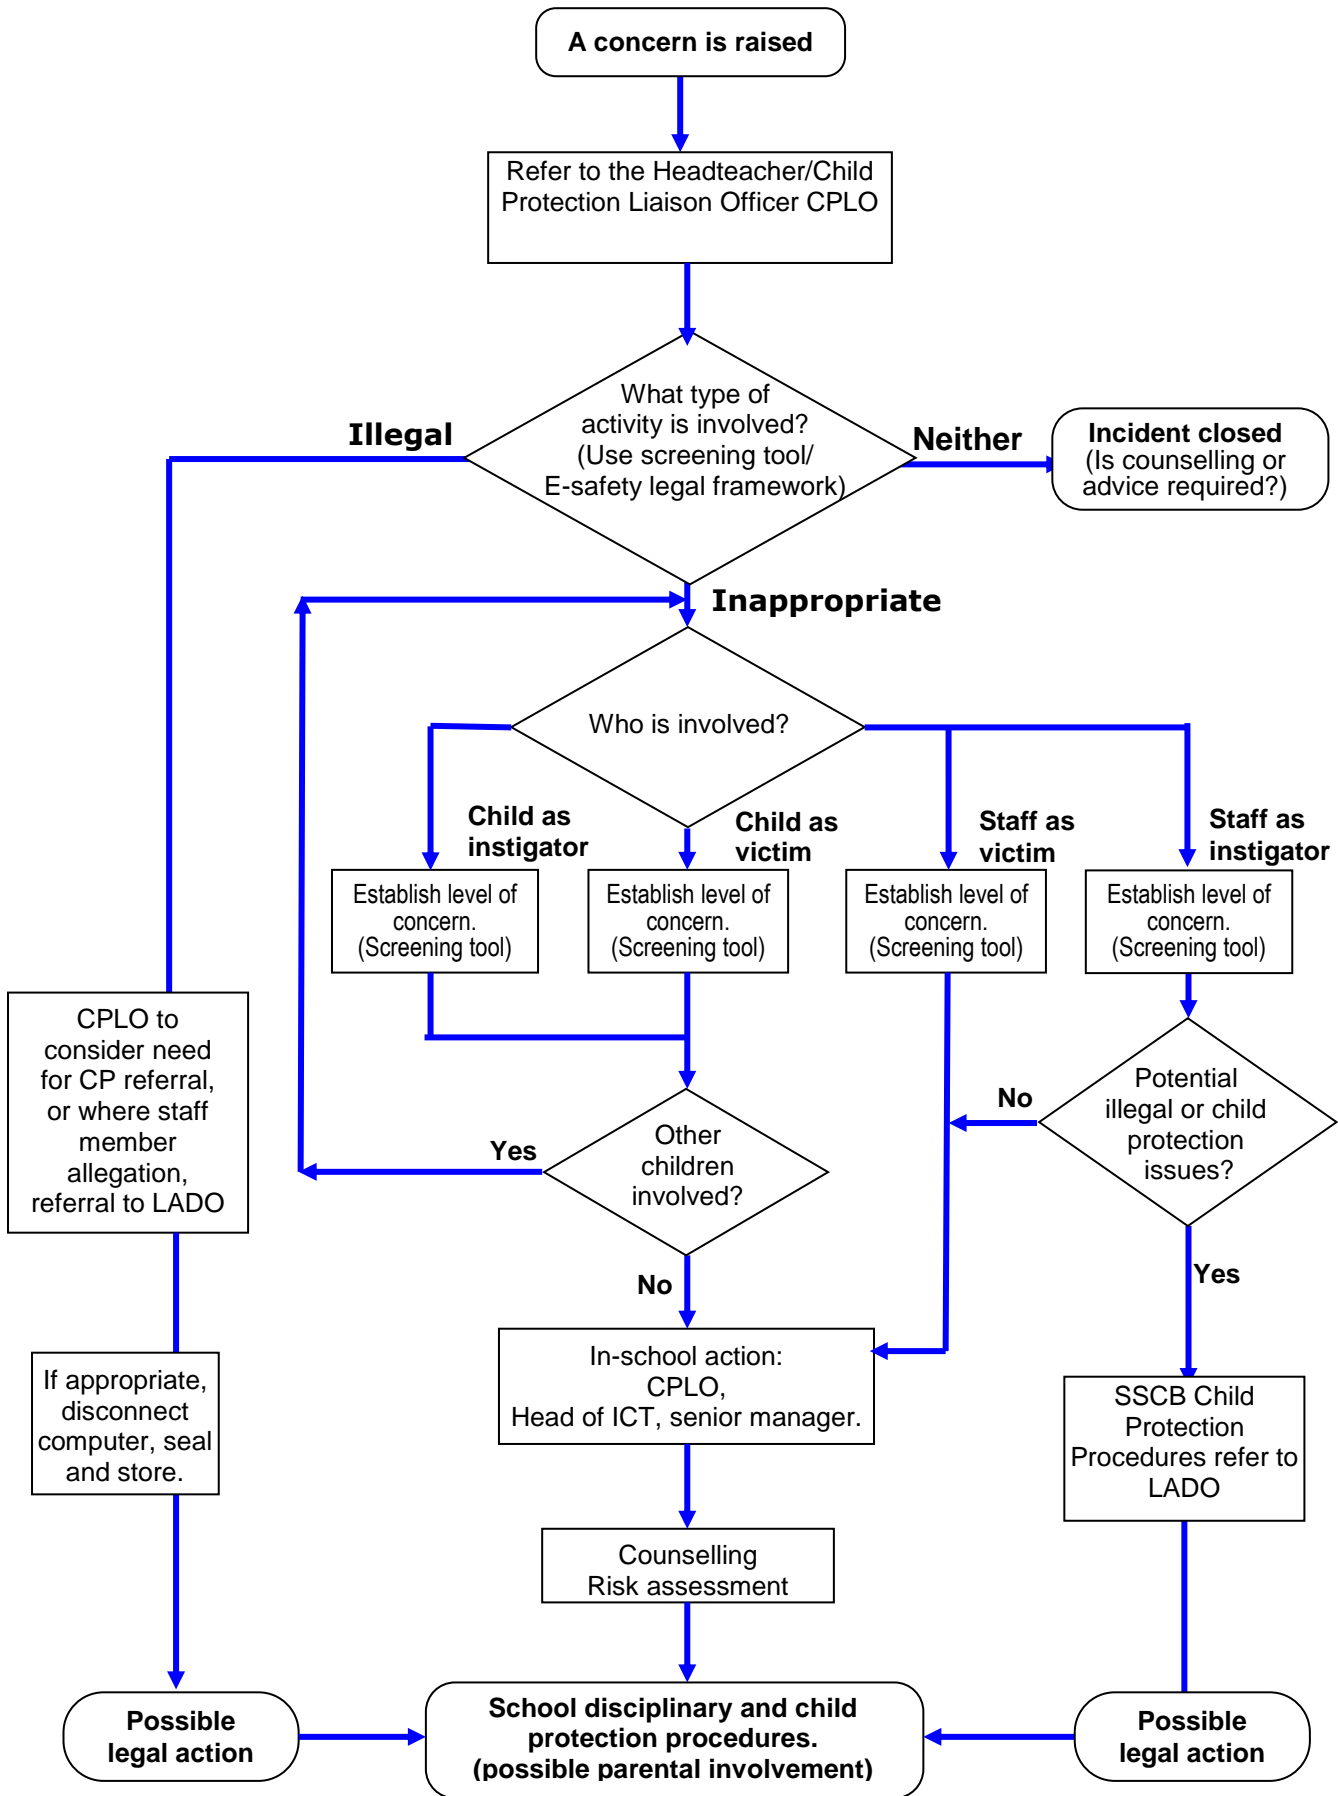 A concern is raised
Refer to the Headteacher/Child
Protection Liaison Officer CPLO
What type of
activity is involved?
(Use screening tool/
E-safety legal framework)
Illegal
Neither
Incident closed
(Is counselling or
advice required?)
Inappropriate
Who is involved?
Child as
instigator
Child as
victim
Staff as
victim
Staff as
instigator
Establish level of
concern.
(Screening tool)
Establish level of
concern.
(Screening tool)
Establish level of
concern.
(Screening tool)
Establish level of
concern.
(Screening tool)
CPLO to
consider need
for CP referral,
or where staff
member
allegation,
referral to LADO
Yes
Other
children
involved?
No
Potential
illegal or child
protection
issues?
No
Yes
In-school action:
CPLO,
Head of ICT, senior manager.
If appropriate,
disconnect
computer, seal
and store.
SSCB Child
Protection
Procedures refer to
LADO
Counselling
Risk assessment
Possible
legal action
School disciplinary and child
protection procedures.
(possible parental involvement)
Possible
legal action